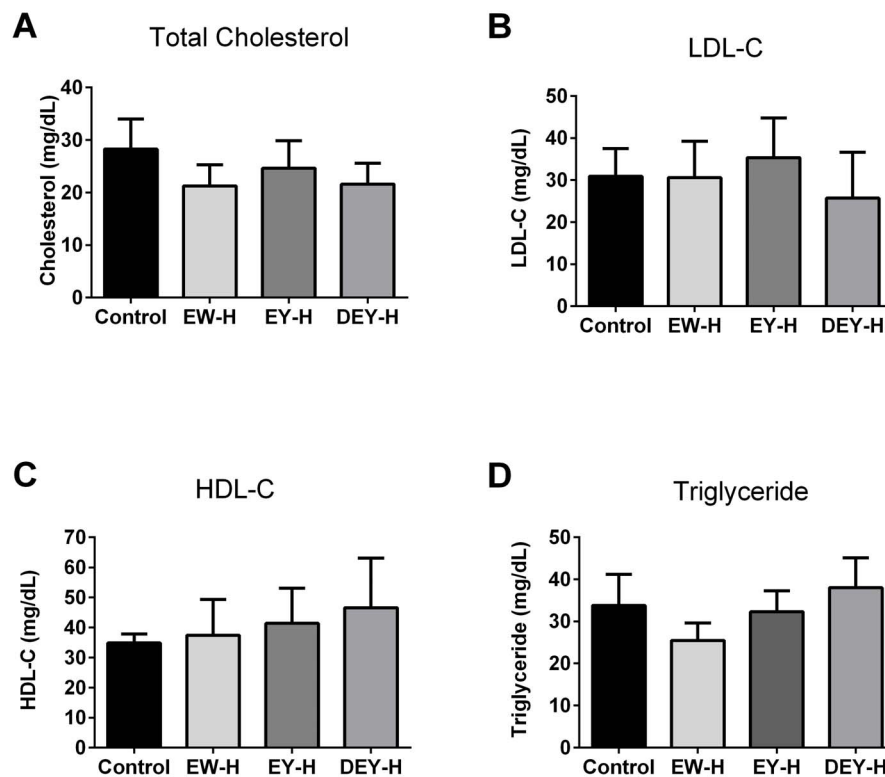 A
Total Cholesterol
Cholesterol (mg/dL)
40
30
20
10
0
Control EW-H EY-H DEY-H
B
LDL-C
LDL-C (mg/dL)
50
40
30
20
10
0
Control EW-H EY-H DEY-H
C
HDL-C
HDL-C (mg/dL)
70
60
50
40
30
20
10
0
Control EW-H EY-H DEY-H
D
Triglyceride
Triglyceride (mg/dL)
50
40
30
20
10
0
Control EW-H EY-H DEY-H